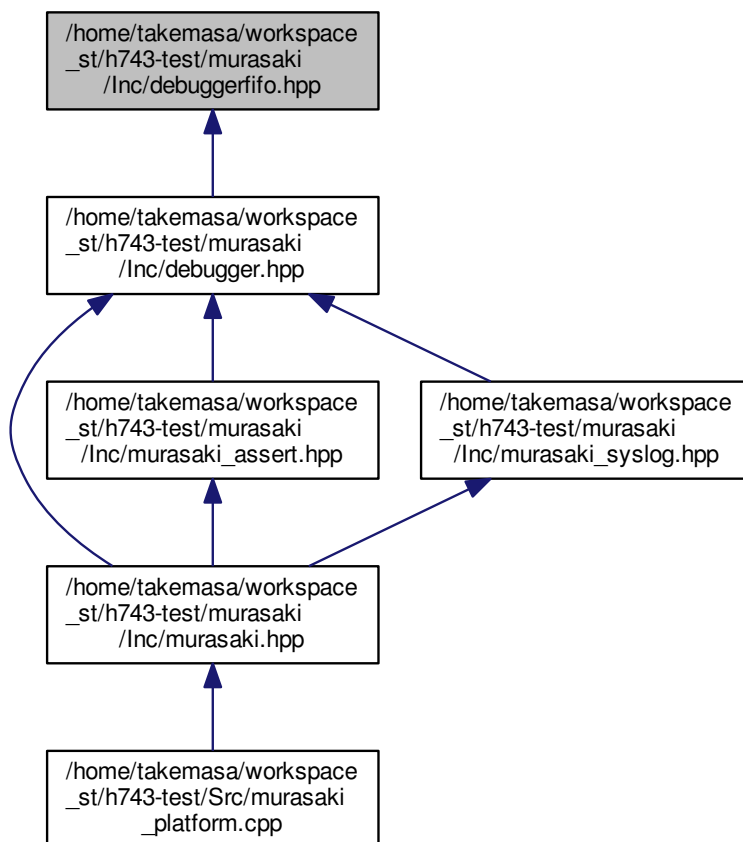 /home/takemasa/workspace
_st/h743-test/murasaki
/Inc/debuggerfifo.hpp
/home/takemasa/workspace
_st/h743-test/murasaki
/Inc/debugger.hpp
/home/takemasa/workspace
_st/h743-test/murasaki
/Inc/murasaki_assert.hpp
/home/takemasa/workspace
_st/h743-test/murasaki
/Inc/murasaki_syslog.hpp
/home/takemasa/workspace
_st/h743-test/murasaki
/Inc/murasaki.hpp
/home/takemasa/workspace
_st/h743-test/Src/murasaki
_platform.cpp